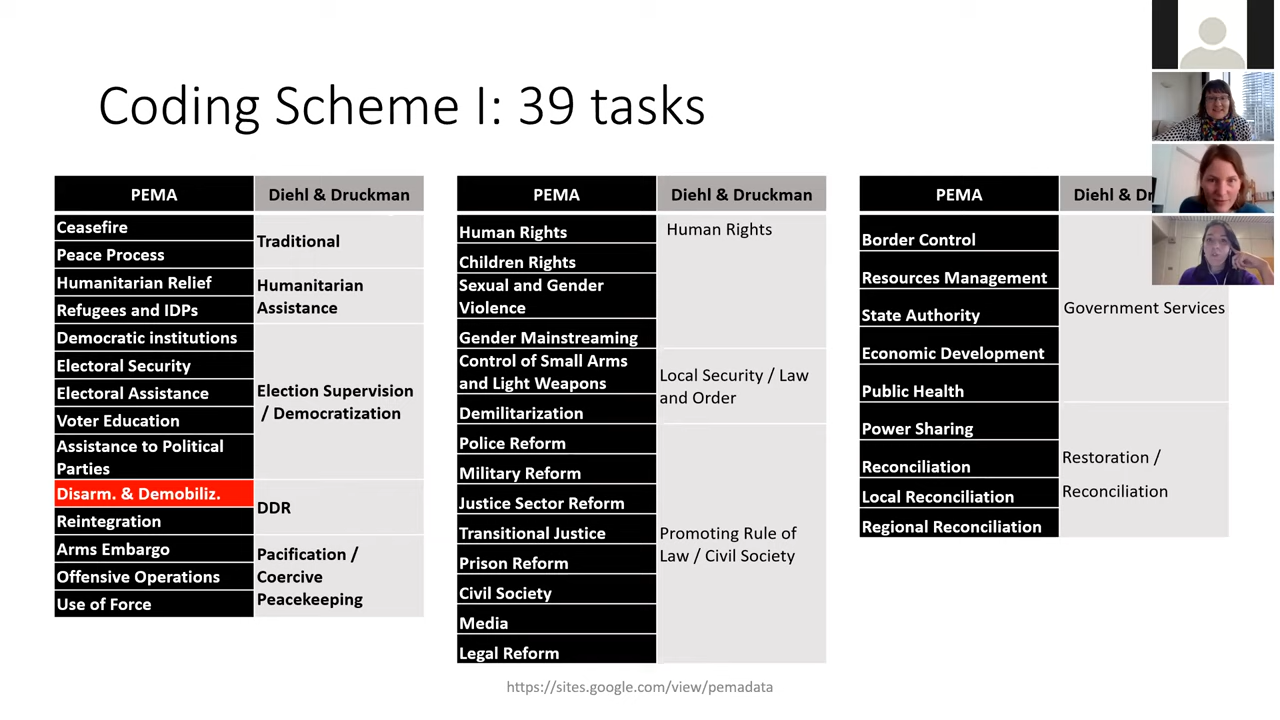 Coding Scheme I: 39 tasks
PEMA
Diehl & Druckman
Ceasefire
Peace Process
Traditional
Humanitarian Relief
Refugees and IDPs
Humanitarian
Assistance
Democratic institutions
Electoral Security
Electoral Assistance
Voter Education
Assistance to Political
Parties
Election Supervision
/ Democratization
Disarm. & Demobiliz.
Reintegration
DDR
Arms Embargo
Offensive Operations
Use of Force
Pacification /
Coercive
Peacekeeping
PEMA
Diehl & Druckman
Human Rights
Children Rights
Sexual and Gender
Violence
Gender Mainstreaming
Human Rights
Control of Small Arms
and Light Weapons
Demilitarization
Local Security / Law
and Order
Police Reform
Military Reform
Justice Sector Reform
Transitional Justice
Prison Reform
Civil Society
Media
Legal Reform
Promoting Rule of
Law / Civil Society
PEMA
Diehl &
Border Control
Resources Management
State Authority
Economic Development
Public Health
Government Services
Power Sharing
Reconciliation
Local Reconciliation
Regional Reconciliation
Restoration /
Reconciliation
https://sites.google.com/view/pemadata